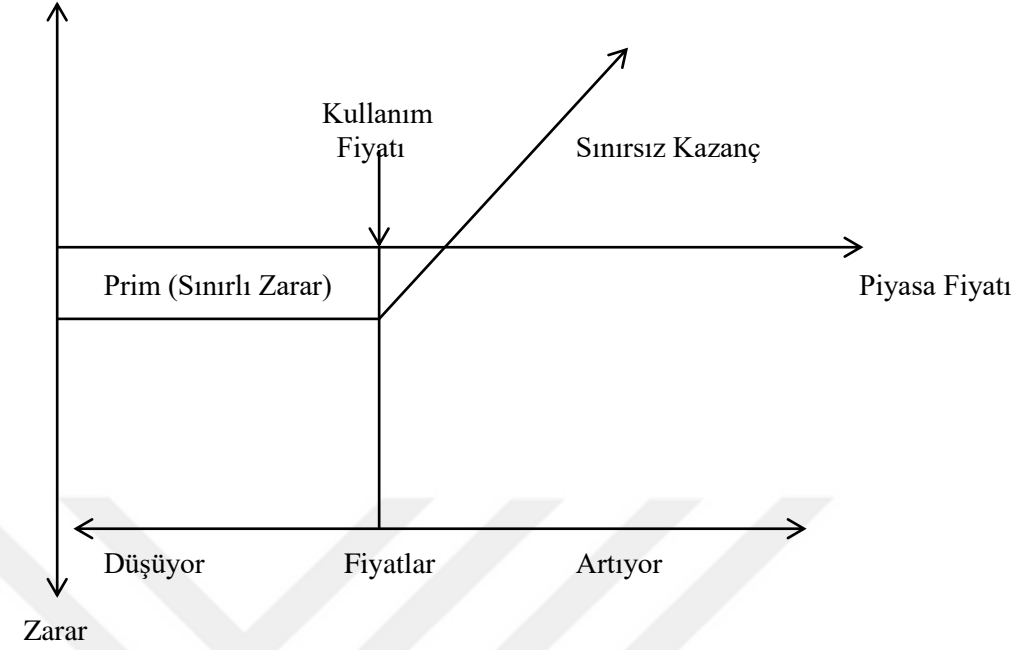 Kullanım
Fiyatı
Sınırsız Kazanç
Prim (Sınırlı Zarar)
Piyasa Fiyatı
Düşüyor
Fiyatlar
Artıyor
Zarar